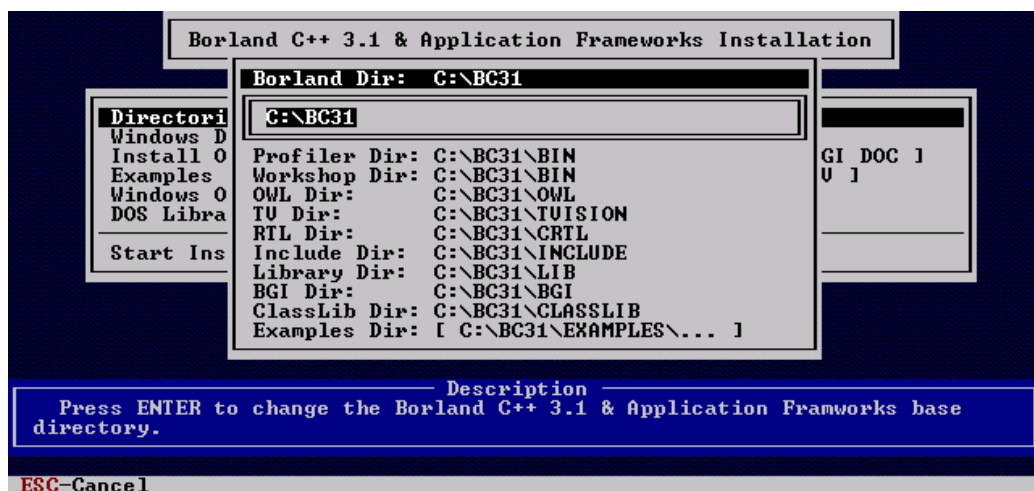 Borland C++ 3.1 & Application Frameworks Installation
Borland Dir: C:\BC31
Directori
C:\BC31
Windows D
Install O
Profiler Dir: C:\BC31\BIN
GI DOC ]
Examples
Workshop Dir: C:\BC31\BIN
V ]
Windows O
OWL Dir: C:\BC31\OWL
DOS Libra
TV Dir: C:\BC31\TVISION
RTL Dir: C:\BC31\CRTL
Start Ins
Include Dir: C:\BC31\INCLUDE
Library Dir: C:\BC31\LIB
BGI Dir: C:\BC31\BGI
ClassLib Dir: C:\BC31\CLASSLIB
Examples Dir: [ C:\BC31\EXAMPLES\... ]
Description
Press ENTER to change the Borland C++ 3.1 & Application Framworks base
directory.
ESC-Cancel